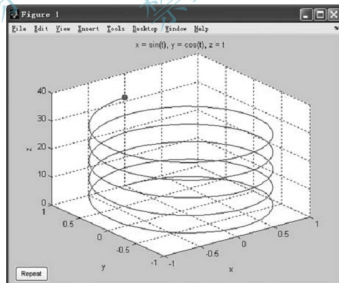 Figure 1
File Edit View Insert Tools Desktop Window Help
x = sin(t), y = cos(t), z = t
40
30
20
10
0
z
1
0.5
0
-0.5
-1
y
-1
-0.5
0
0.5
1
x
Repeat